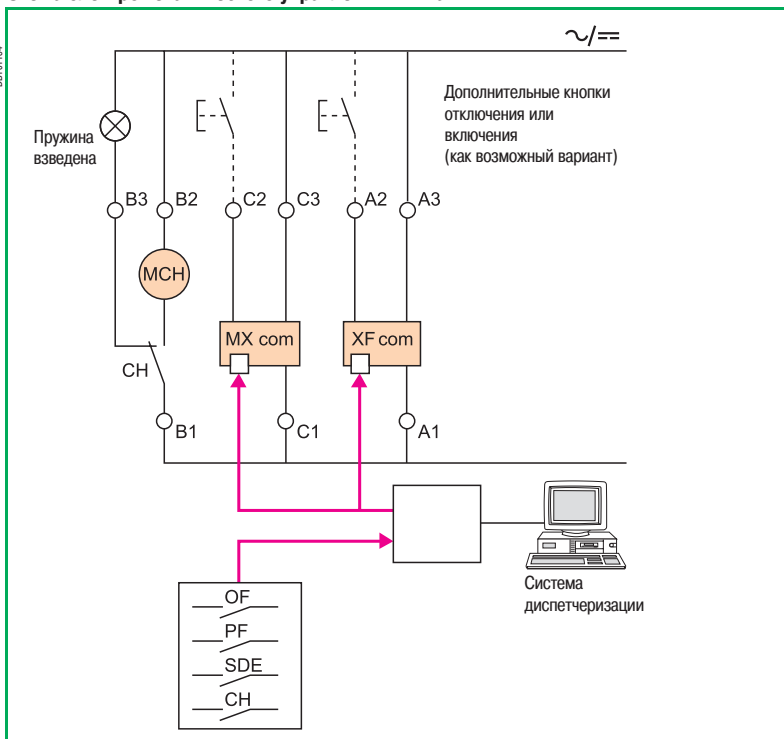 ~/==
Дополнительные кнопки
отключения или
включения
(как возможный вариант)
Пружина
взведена
B3 B2 C2 C3 A2 A3
MCH
MX com XF com
CH
B1 C1 A1
Система
диспетчеризации
OF
PF
SDE
CH